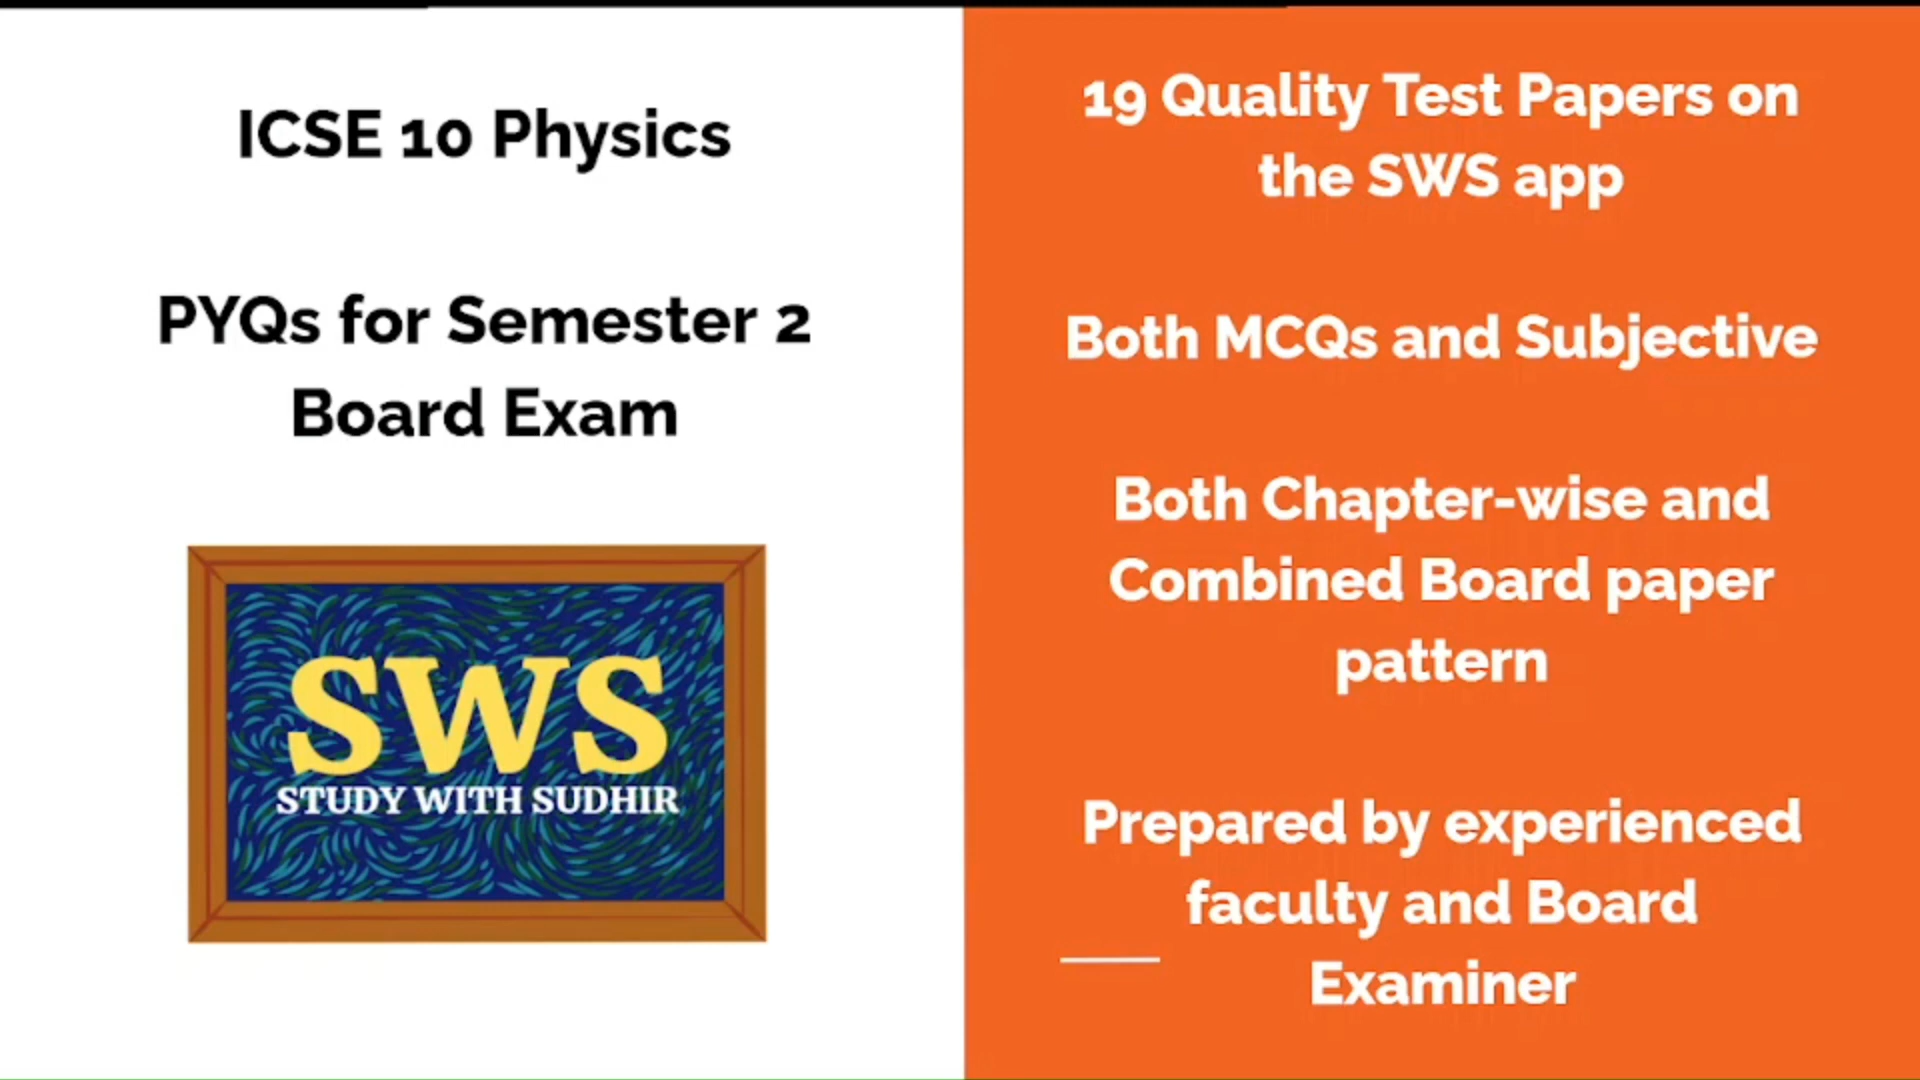 ICSE 10 Physics
PYQs for Semester 2
Board Exam
SWS
STUDY WITH SUDHIR
19 Quality Test Papers on
the SWS app
Both MCQs and Subjective
Both Chapter-wise and
Combined Board paper
pattern
Prepared by experienced
faculty and Board
Examiner